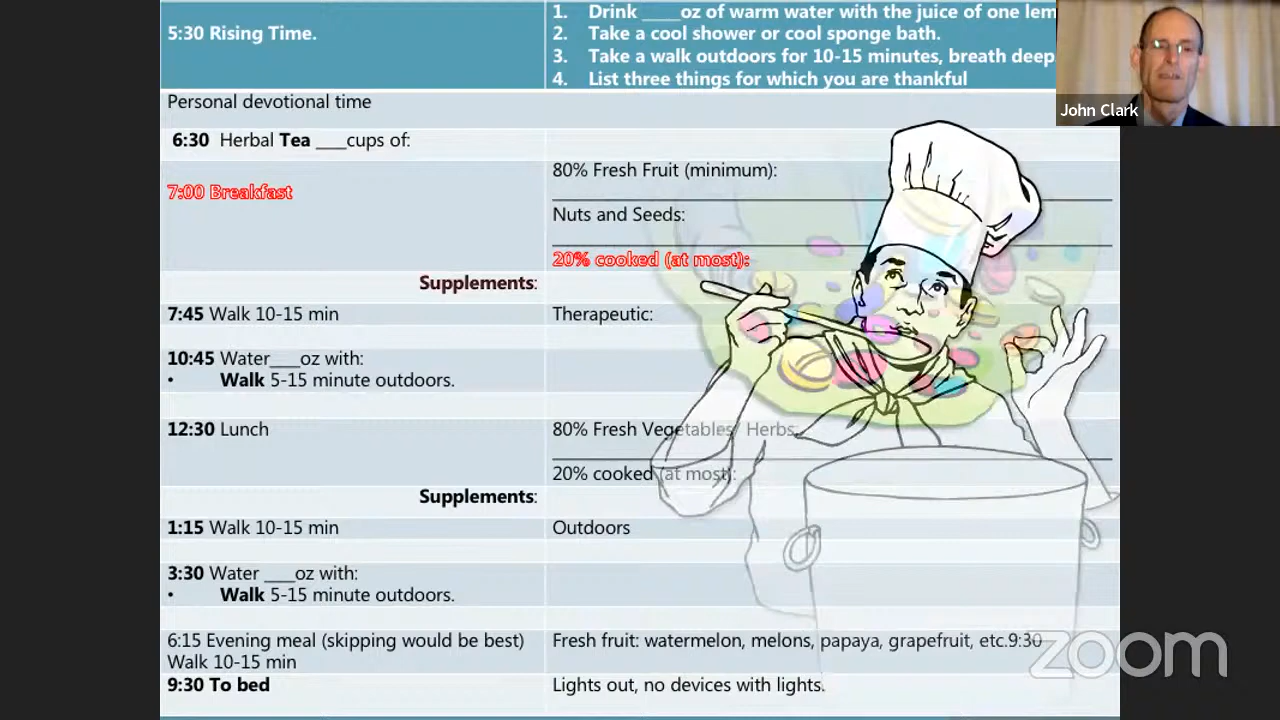 5:30 Rising Time.
1. Drink ____oz of warm water with the juice of one lem
2. Take a cool shower or cool sponge bath.
3. Take a walk outdoors for 10-15 minutes, breath deep
4. List three things for which you are thankful
John Clark
Personal devotional time
6:30 Herbal Tea ___cups of:
7:00 Breakfast
80% Fresh Fruit (minimum):
Nuts and Seeds:
20% cooked (at most):
Supplements:
7:45 Walk 10-15 min
Therapeutic:
10:45 Water___oz with:
• Walk 5-15 minute outdoors.
12:30 Lunch
80% Fresh Vegetables/ Herbs:
20% cooked (at most):
Supplements:
1:15 Walk 10-15 min
Outdoors
3:30 Water ___oz with:
• Walk 5-15 minute outdoors.
6:15 Evening meal (skipping would be best)
Walk 10-15 min
Fresh fruit: watermelon, melons, papaya, grapefruit, etc.9:30
9:30 To bed
Lights out, no devices with lights.
zoom